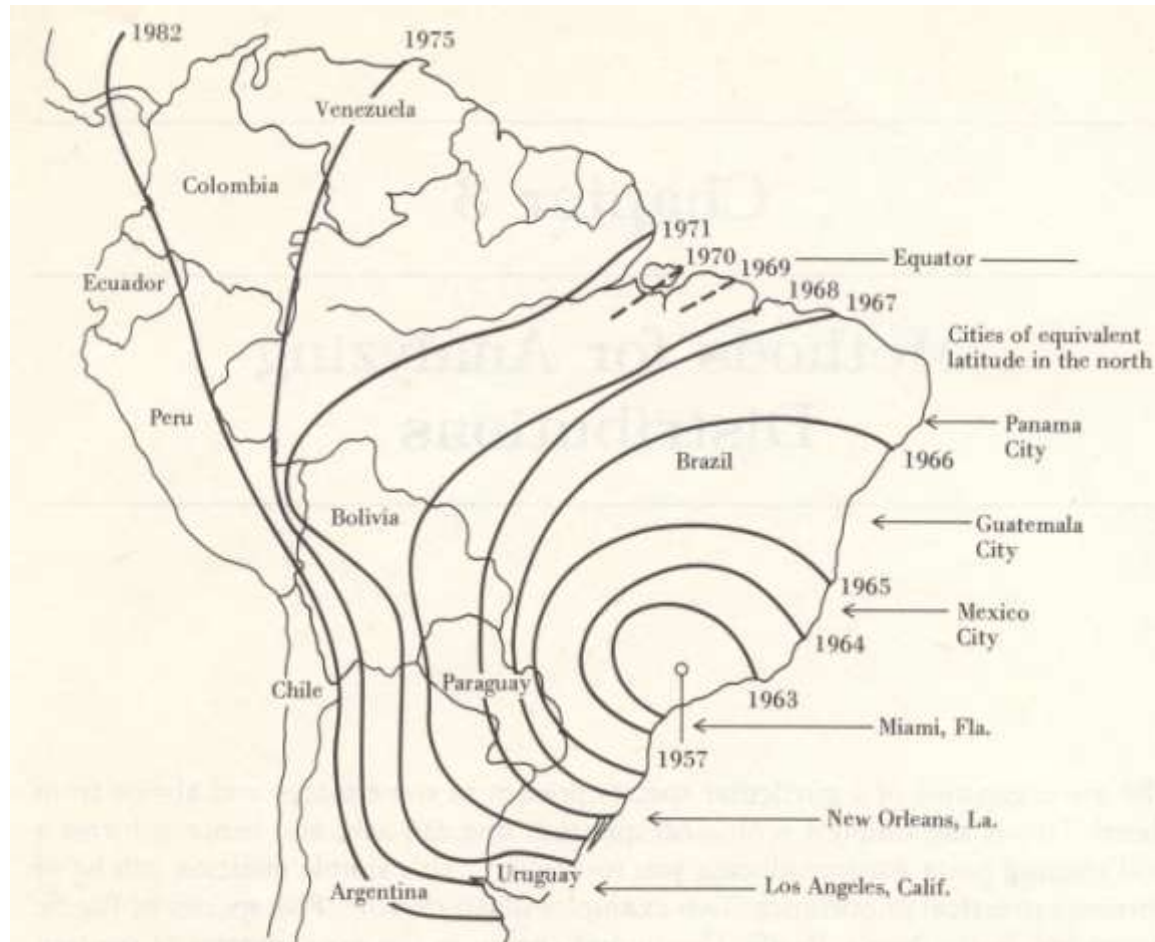 1982
1975
Venezuela
Colombia
1971
1970
Equator
1969
Ecuador
1968
1967
Cities of equivalent
latitude in the north
Peru
Panama
City
Brazil
1966
Bolivia
Guatemala
City
1965
Mexico
City
1964
Paraguay
Chile
1963
Miami, Fla.
1957
New Orleans, La.
Uruguay
Argentina
Los Angeles, Calif.